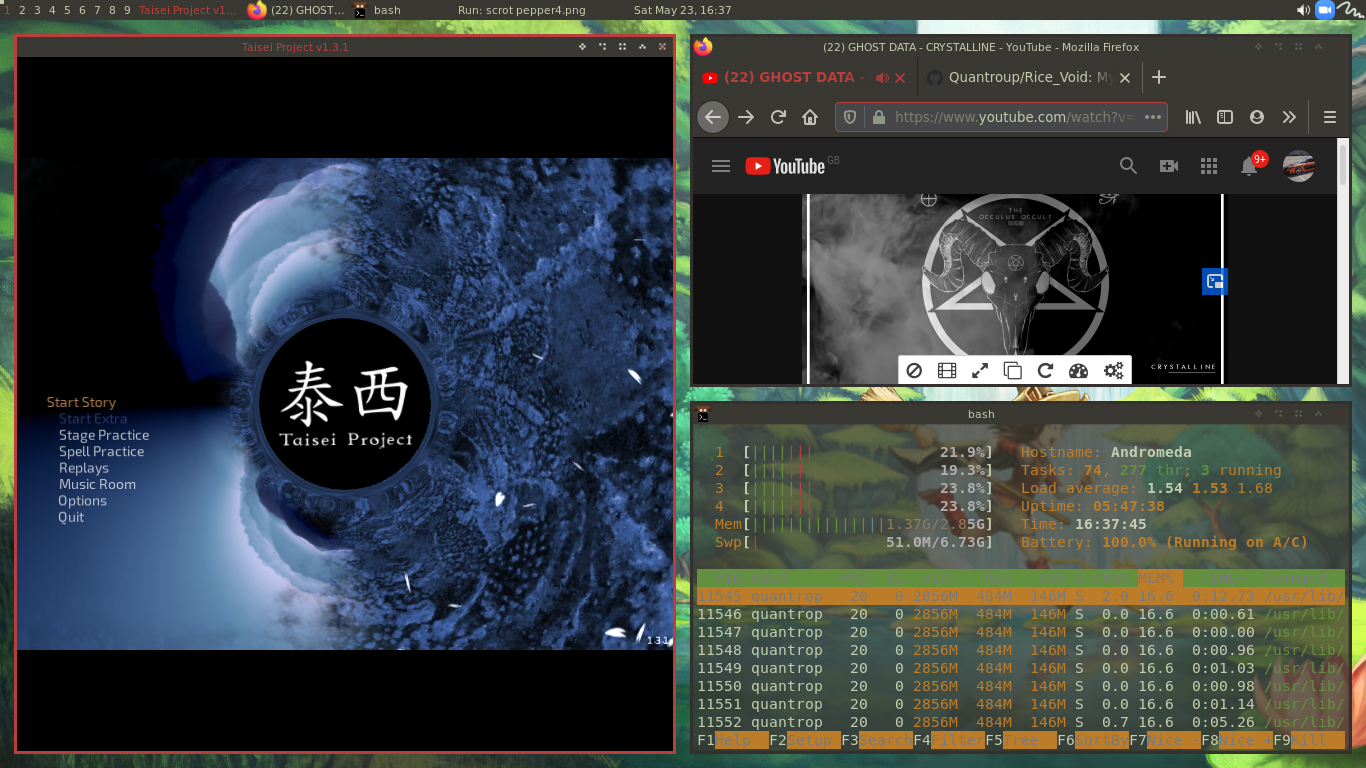 1 2 3 4 5 6 7 8 9 Taisei Project v1... (22) GHOST... bash Run: scrot pepper4.png Sat May 23, 16:37
Taisei Project v1.3.1
泰西
Taisei Project
Start Story
Start Extra
Stage Practice
Spell Practice
Replays
Music Room
Options
Quit
131
(22) GHOST DATA - CRYSTALLINE - YouTube - Mozilla Firefox
(22) GHOST DATA - Quantroup/Rice_Void: My
https://www.youtube.com/watch?v=
YouTube GB 9+
THE
OCCULUS OCCULT
CRYSTALLINE
bash
1 [||||||| 21.9%] Hostname: Andromeda
2 [|||||| 19.3%] Tasks: 74, 277 thr; 3 running
3 [|||||| 23.8%] Load average: 1.54 1.53 1.68
4 [||||||| 23.8%] Uptime: 05:47:38
Mem[|||||||||||||||1.37G/2.85G] Time: 16:37:45
Swp[| 51.0M/6.73G] Battery: 100.0% (Running on A/C)
MEM%
11545 quantrop 20 0 2856M 484M 146M S 2.0 16.6 0:12.73 /usr/lib/
11546 quantrop 20 0 2856M 484M 146M S 0.0 16.6 0:00.61 /usr/lib/
11547 quantrop 20 0 2856M 484M 146M S 0.0 16.6 0:00.00 /usr/lib/
11548 quantrop 20 0 2856M 484M 146M S 0.0 16.6 0:00.96 /usr/lib/
11549 quantrop 20 0 2856M 484M 146M S 0.0 16.6 0:01.03 /usr/lib/
11550 quantrop 20 0 2856M 484M 146M S 0.0 16.6 0:00.98 /usr/lib/
11551 quantrop 20 0 2856M 484M 146M S 0.0 16.6 0:01.14 /usr/lib/
11552 quantrop 20 0 2856M 484M 146M S 0.7 16.6 0:05.26 /usr/lib/
F1Help F2Setup F3SearchF4FilterF5Tree F6SortByF7Nice -F8Nice +F9Kill